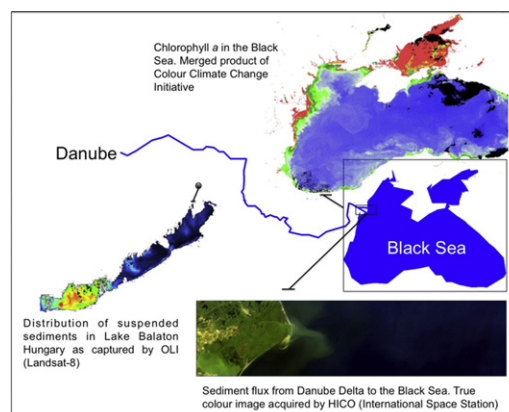 Chlorophyll a in the Black
Sea. Merged product of
Colour Climate Change
Initiative
Danube
Black Sea
Distribution of suspended
sediments in Lake Balaton
Hungary as captured by OLI
(Landsat-8)
Sediment flux from Danube Delta to the Black Sea. True
colour image acquired by HICO (International Space Station)